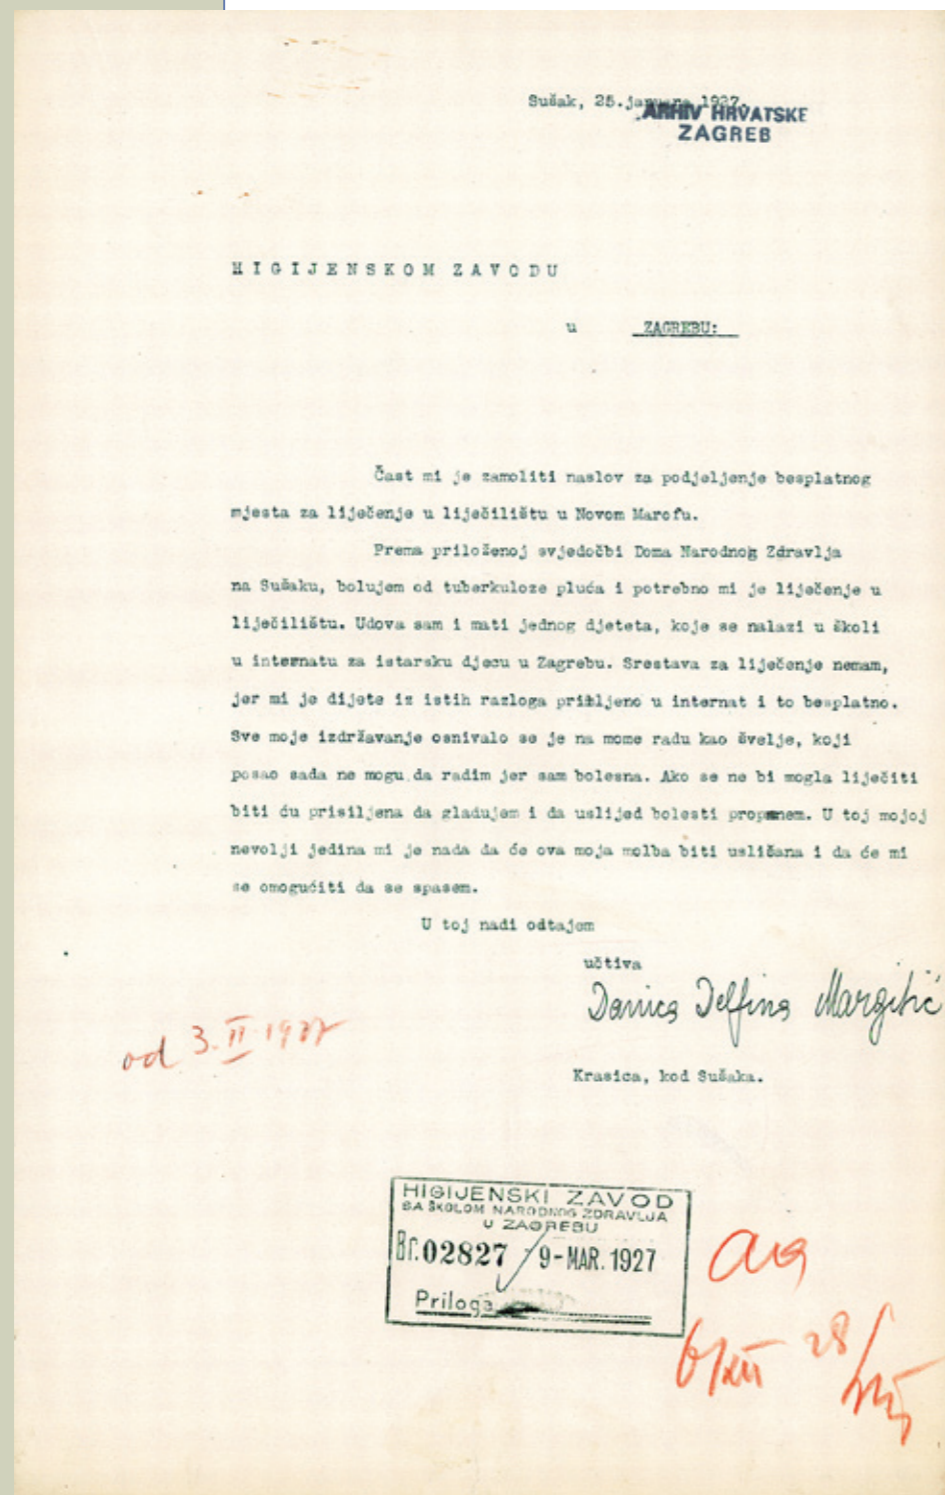 Sušak, 25.januara 1927.
ARHIV HRVATSKE
ZAGREB
HIGIJENSKOM ZAVODU
u ZAGREBU:
Čast mi je zamoliti naslov za podjeljenje besplatnog
mjesta za liječenje u liječilištu u Novom Marofu.
Prema priloženoj svjedočbi Doma Narodnog Zdravlja
na Sušaku, bolujem od tuberkuloze pluća i potrebno mi je liječenje u
liječilištu. Udova sam i mati jednog djeteta, koje se nalazi u školi
u internatu za istarsku djecu u Zagrebu. Srestava za liječenje nemam,
jer mi je dijete iz istih razloga primljeno u internat i to besplatno.
Sve moje izdržavanje osnivalo se je na mome radu kao švelje, koji
posao sada ne mogu da radim jer sam bolesna. Ako se ne bi mogla liječiti
biti ću prisiljena da gladujem i da uslijed bolesti propanem. U toj mojoj
nevolji jedina mi je nada da će ova moja molba biti uslišana i da će mi
se omogućiti da se spasem.
U toj nadi odtajem
učtiva
Danica Delfina Margitić
od 3. II 1927
Krasica, kod Sušaka.
HIGIJENSKI ZAVOD
SA ŠKOLOM NARODNOG ZDRAVLJA
U ZAGREBU
Br. 02827 9-MAR. 1927
Priloga